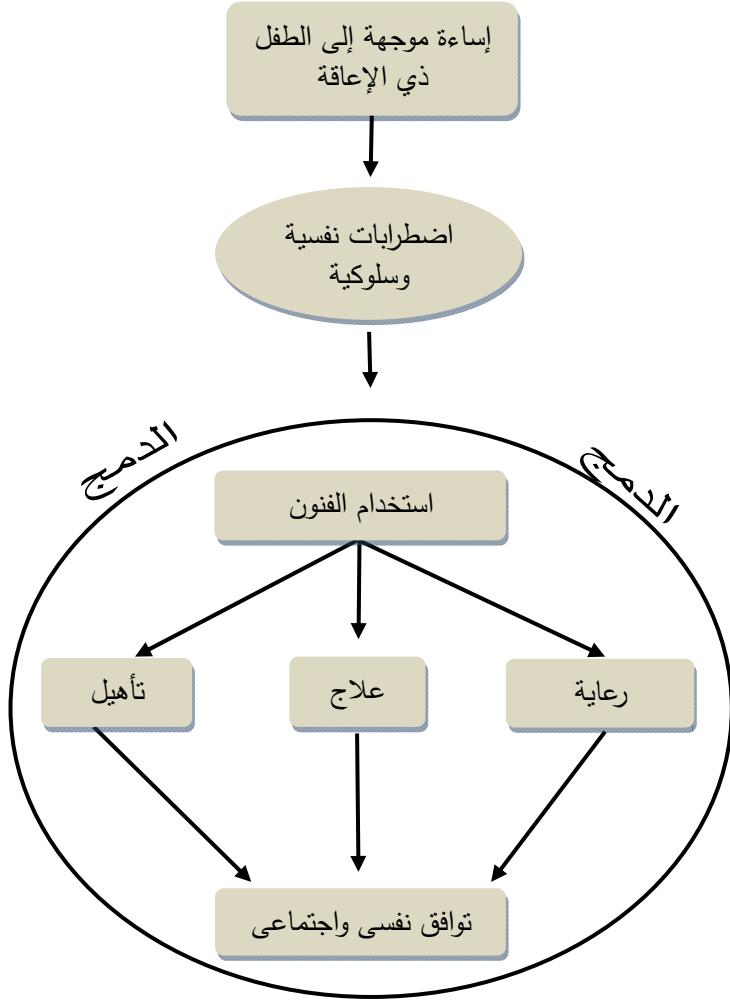 إساءة موجهة إلى الطفل
ذي الإعاقة
اضطرابات نفسية
وسلوكية
الدمج
الدمج
استخدام الفنون
رعاية
علاج
تأهيل
توافق نفسى واجتماعى